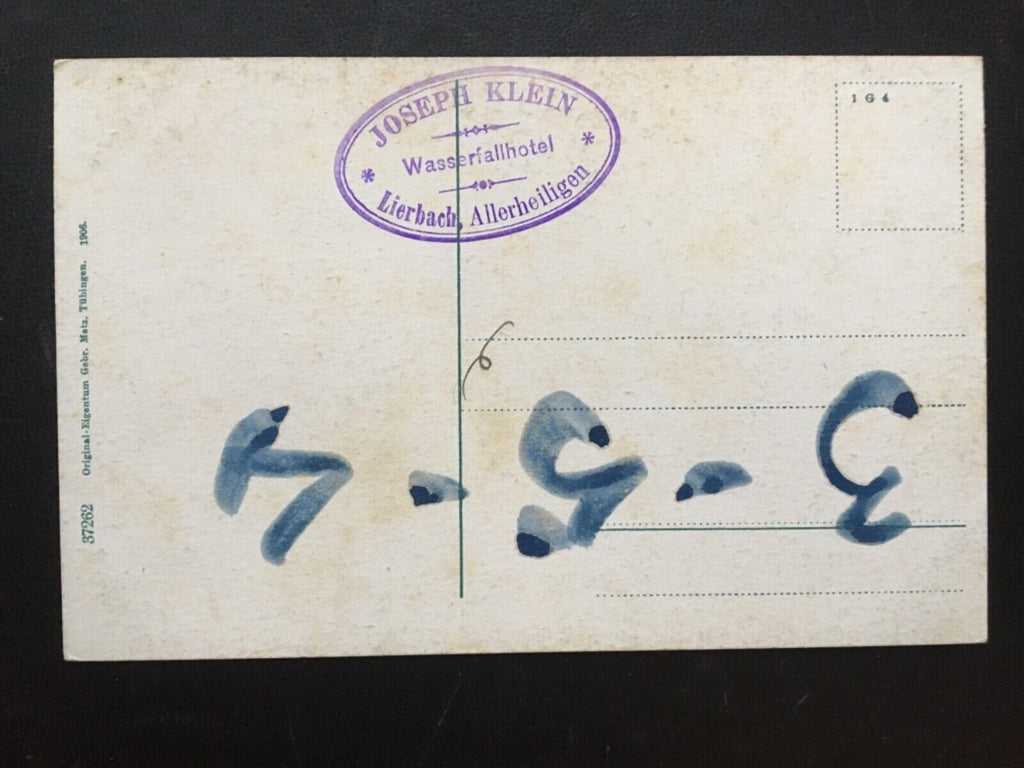 JOSEPH KLEIN
* Wasserfallhotel *
Lierbach, Allerheiligen
1 G 4
Original-Eigentum Gebr. Metz, Tübingen. 1906.
37262